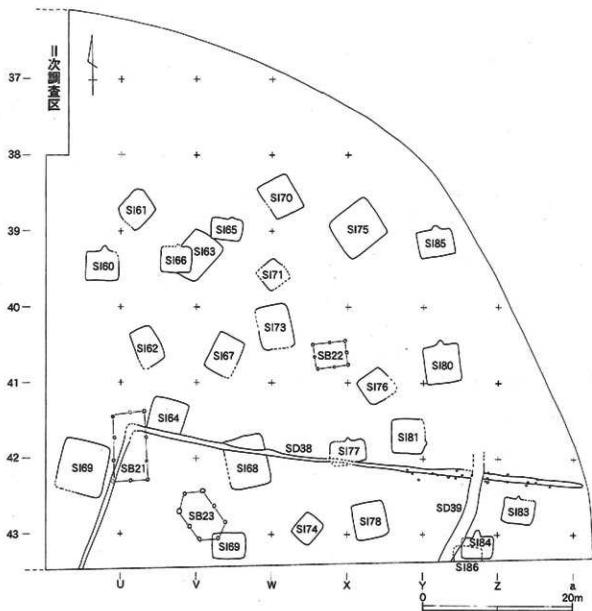 II次調査区
37
38
39
40
41
42
43
SI70
SI61
SI65
SI75
SI85
SI60
SI66
SI63
SI71
SI73
SI62
SI67
SB22
SI80
SI76
SI64
SI81
SD38
SI77
SI69
SB21
SI68
SB23
SI74
SI78
SD39
SI83
SI69
SI84
SI86
U
V
W
X
Y
Z
a
0
20m